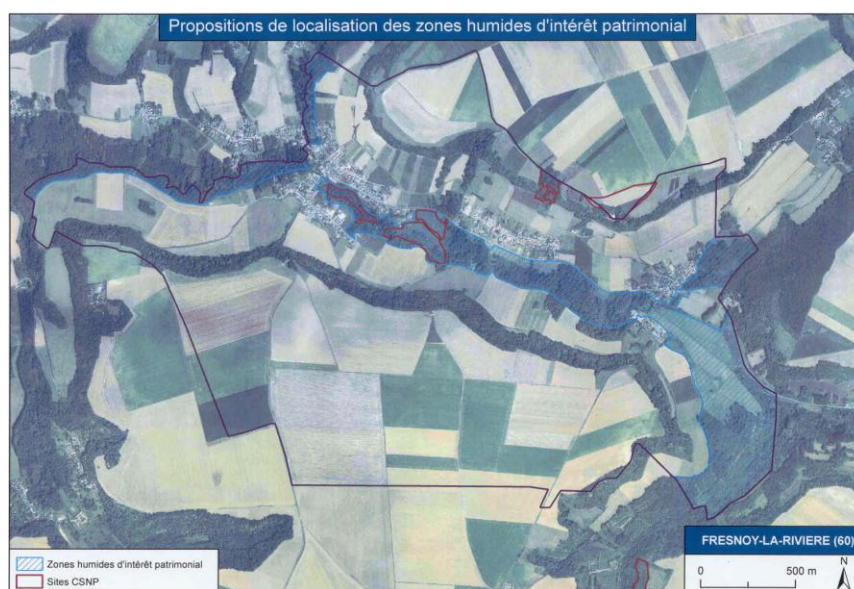 Propositions de localisation des zones humides d'intérêt patrimonial
Zones humides d'intérêt patrimonial
Sites CSNP
FRESNOY-LA-RIVIERE (60)
N
0 500 m